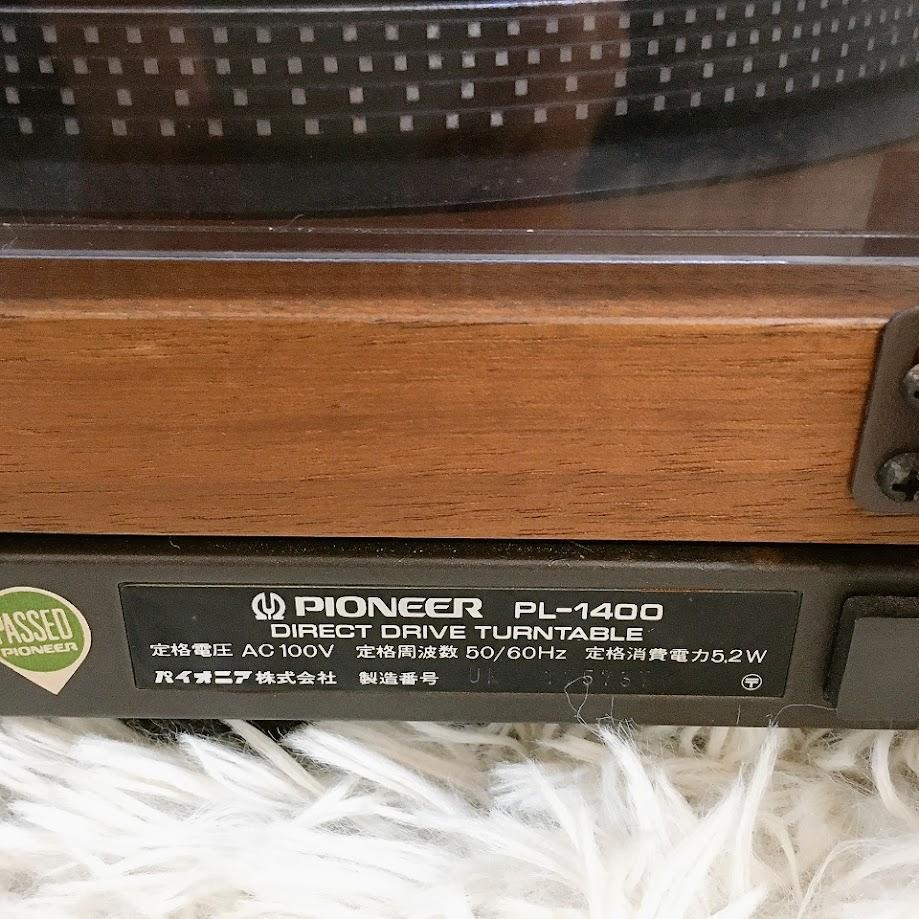 PASSED
PIONEER
PIONEER PL-1400
DIRECT DRIVE TURNTABLE
定格電圧 AC100V 定格周波数 50/60Hz 定格消費電力5.2W
パイオニア株式会社 製造番号